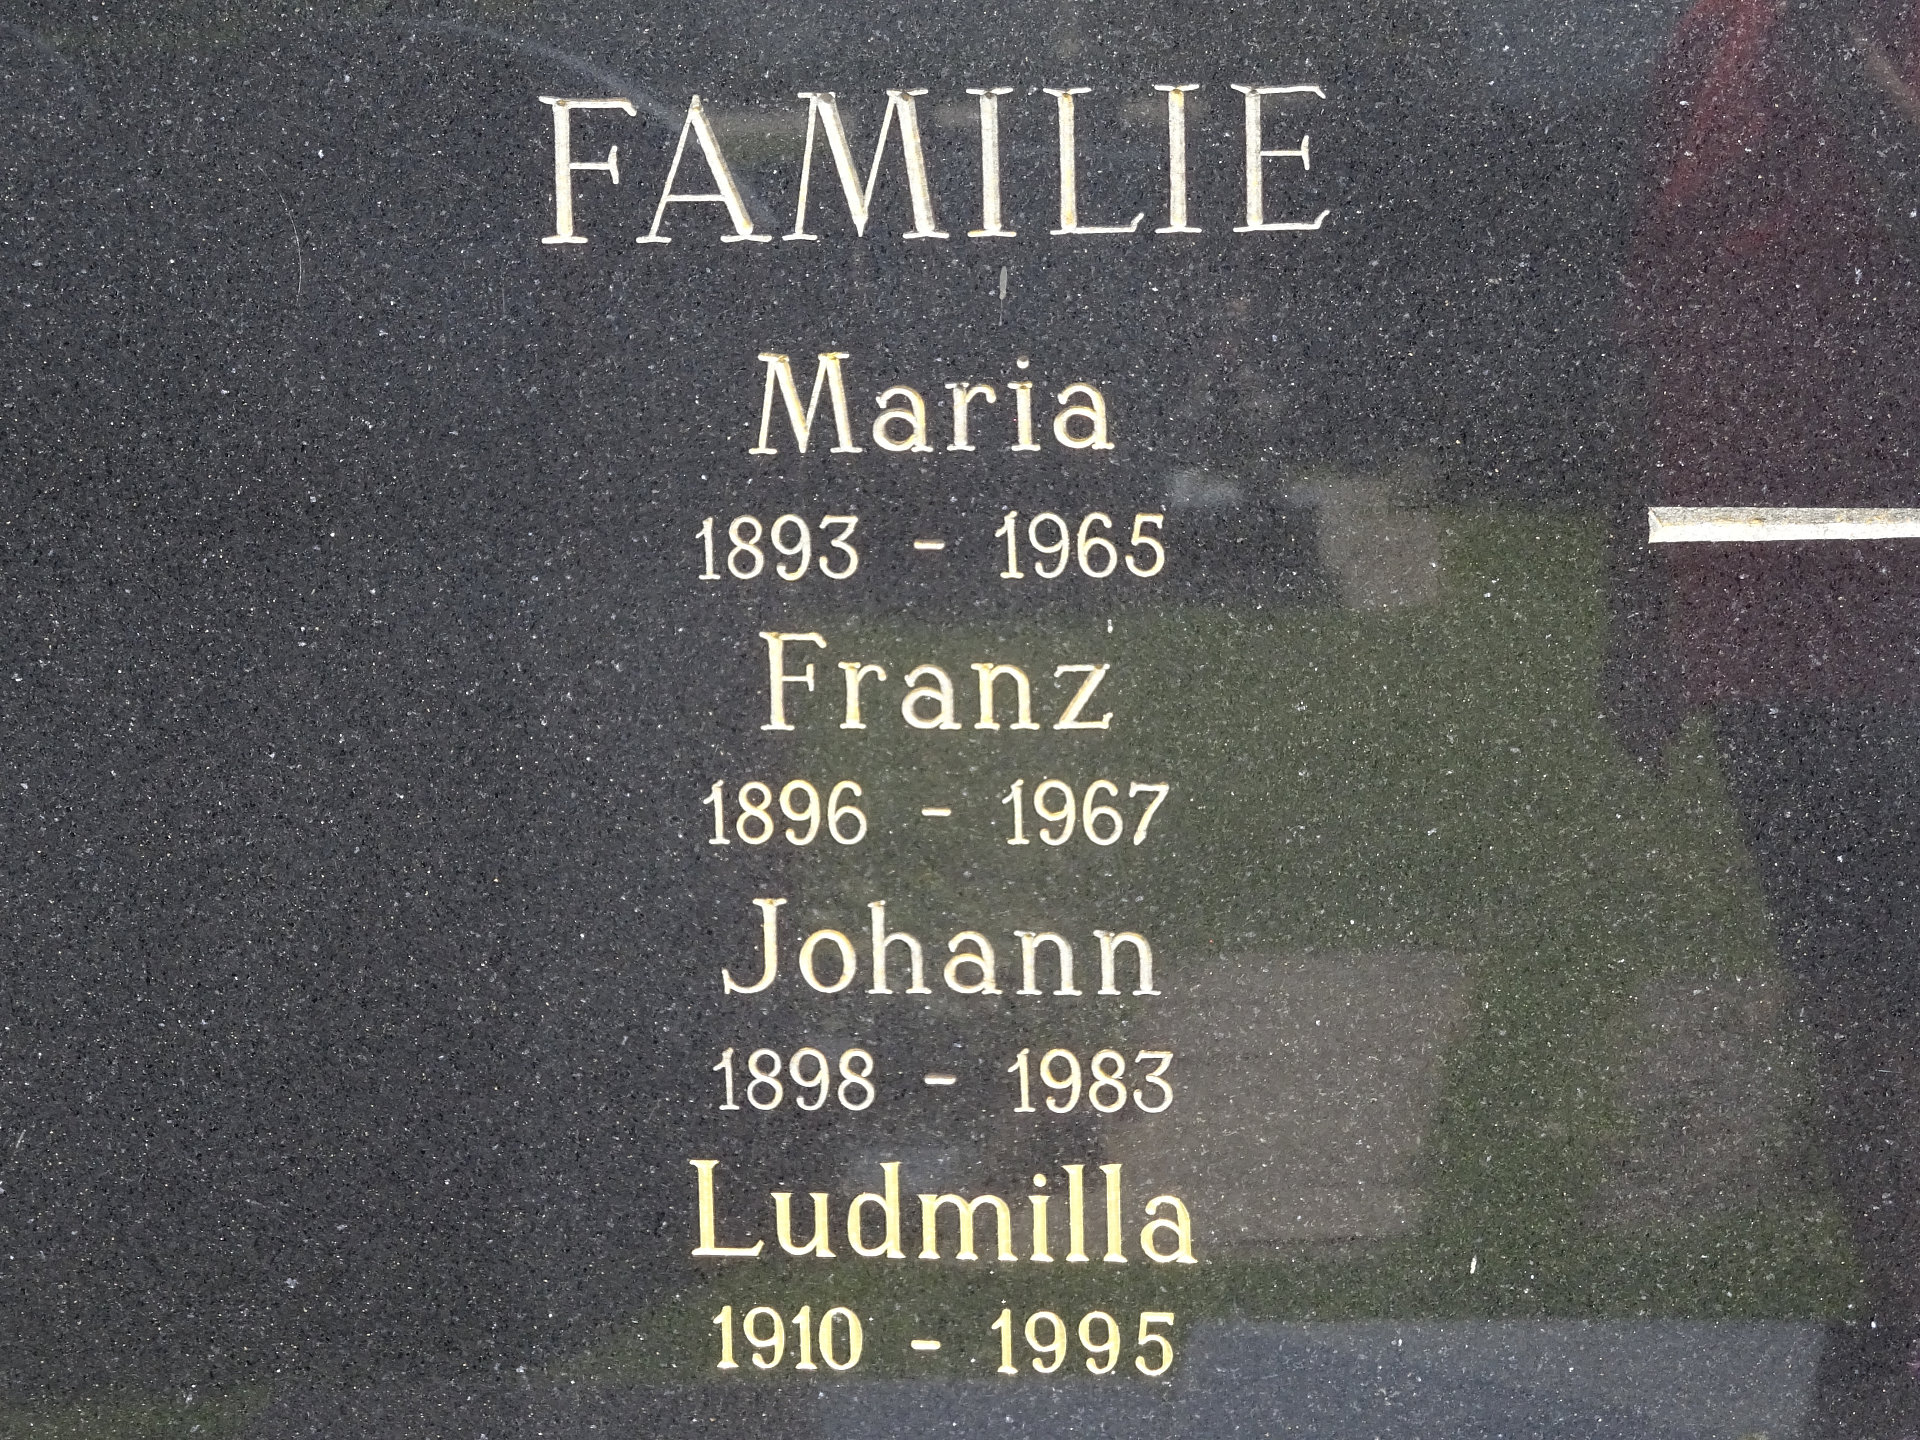 FAMILIE
Maria
1893 - 1965
Franz
1896 - 1967
Johann
1898 - 1983
Ludmilla
1910 - 1995